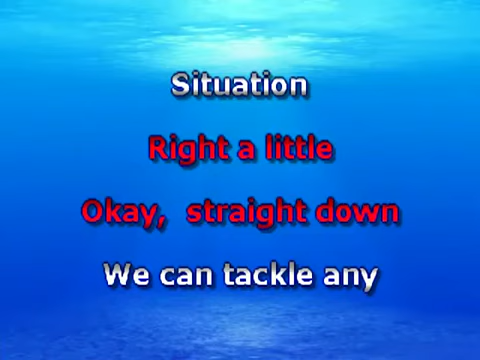 Situation
Right a little
Okay,  straight down
We can tackle any